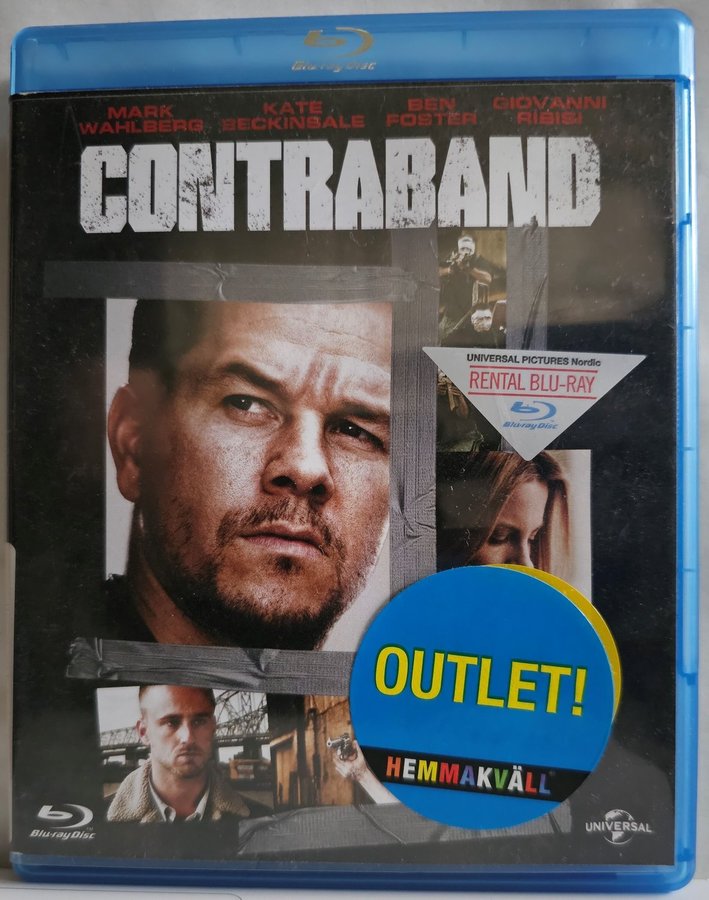 Blu-ray Disc
MARK WAHLBERG
KATE BECKINSALE
BEN FOSTER
GIOVANNI RIBISI
CONTRABAND
UNIVERSAL PICTURES Nordic
RENTAL BLU-RAY
Blu-ray Disc
OUTLET!
HEMMAKVÄLL
Blu-ray Disc™
UNIVERSAL